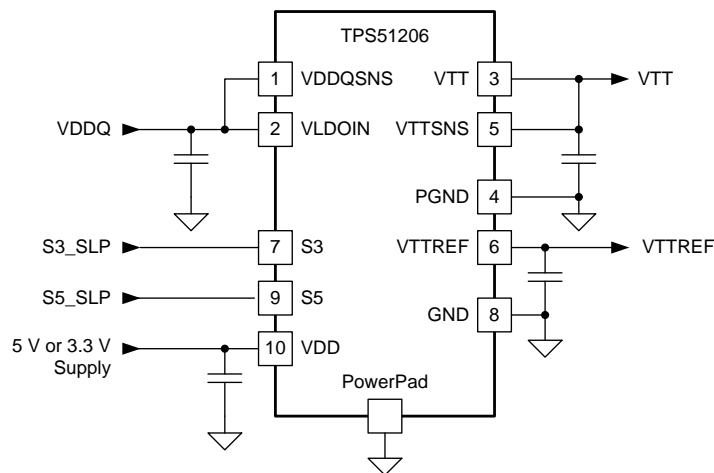 TPS51206
1 VDDQSNS VTT 3 VTT
VDDQ 2 VLDOIN VTTSNS 5
PGND 4
S3_SLP 7 S3 VTTREF 6 VTTREF
S5_SLP 9 S5
GND 8
5 V or 3.3 V 10 VDD
Supply
PowerPad